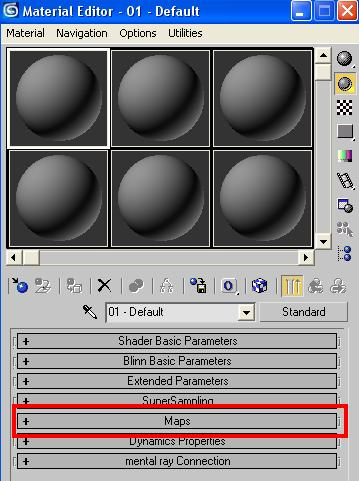 Material Editor - 01 - Default
Material Navigation Options Utilities
01 - Default Standard
+ Shader Basic Parameters
+ Blinn Basic Parameters
+ Extended Parameters
+ SuperSampling
+ Maps
+ Dynamics Properties
+ mental ray Connection